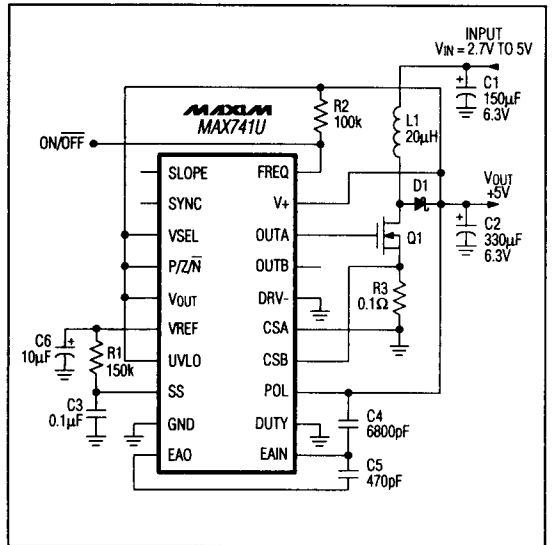 INPUT
VIN = 2.7V TO 5V
C1
150µF
6.3V
L1
20µH
R2
100k
MAXIM
MAX741U
ON/OFF
D1
VOUT
+5V
C2
330µF
6.3V
Q1
R3
0.1Ω
SLOPE
FREQ
SYNC
V+
VSEL
OUTA
P/Z/N
OUTB
VOUT
DRV-
VREF
CSA
UVLO
CSB
SS
POL
GND
DUTY
EAO
EAIN
C6
10µF
R1
150k
C3
0.1µF
C4
6800pF
C5
470pF